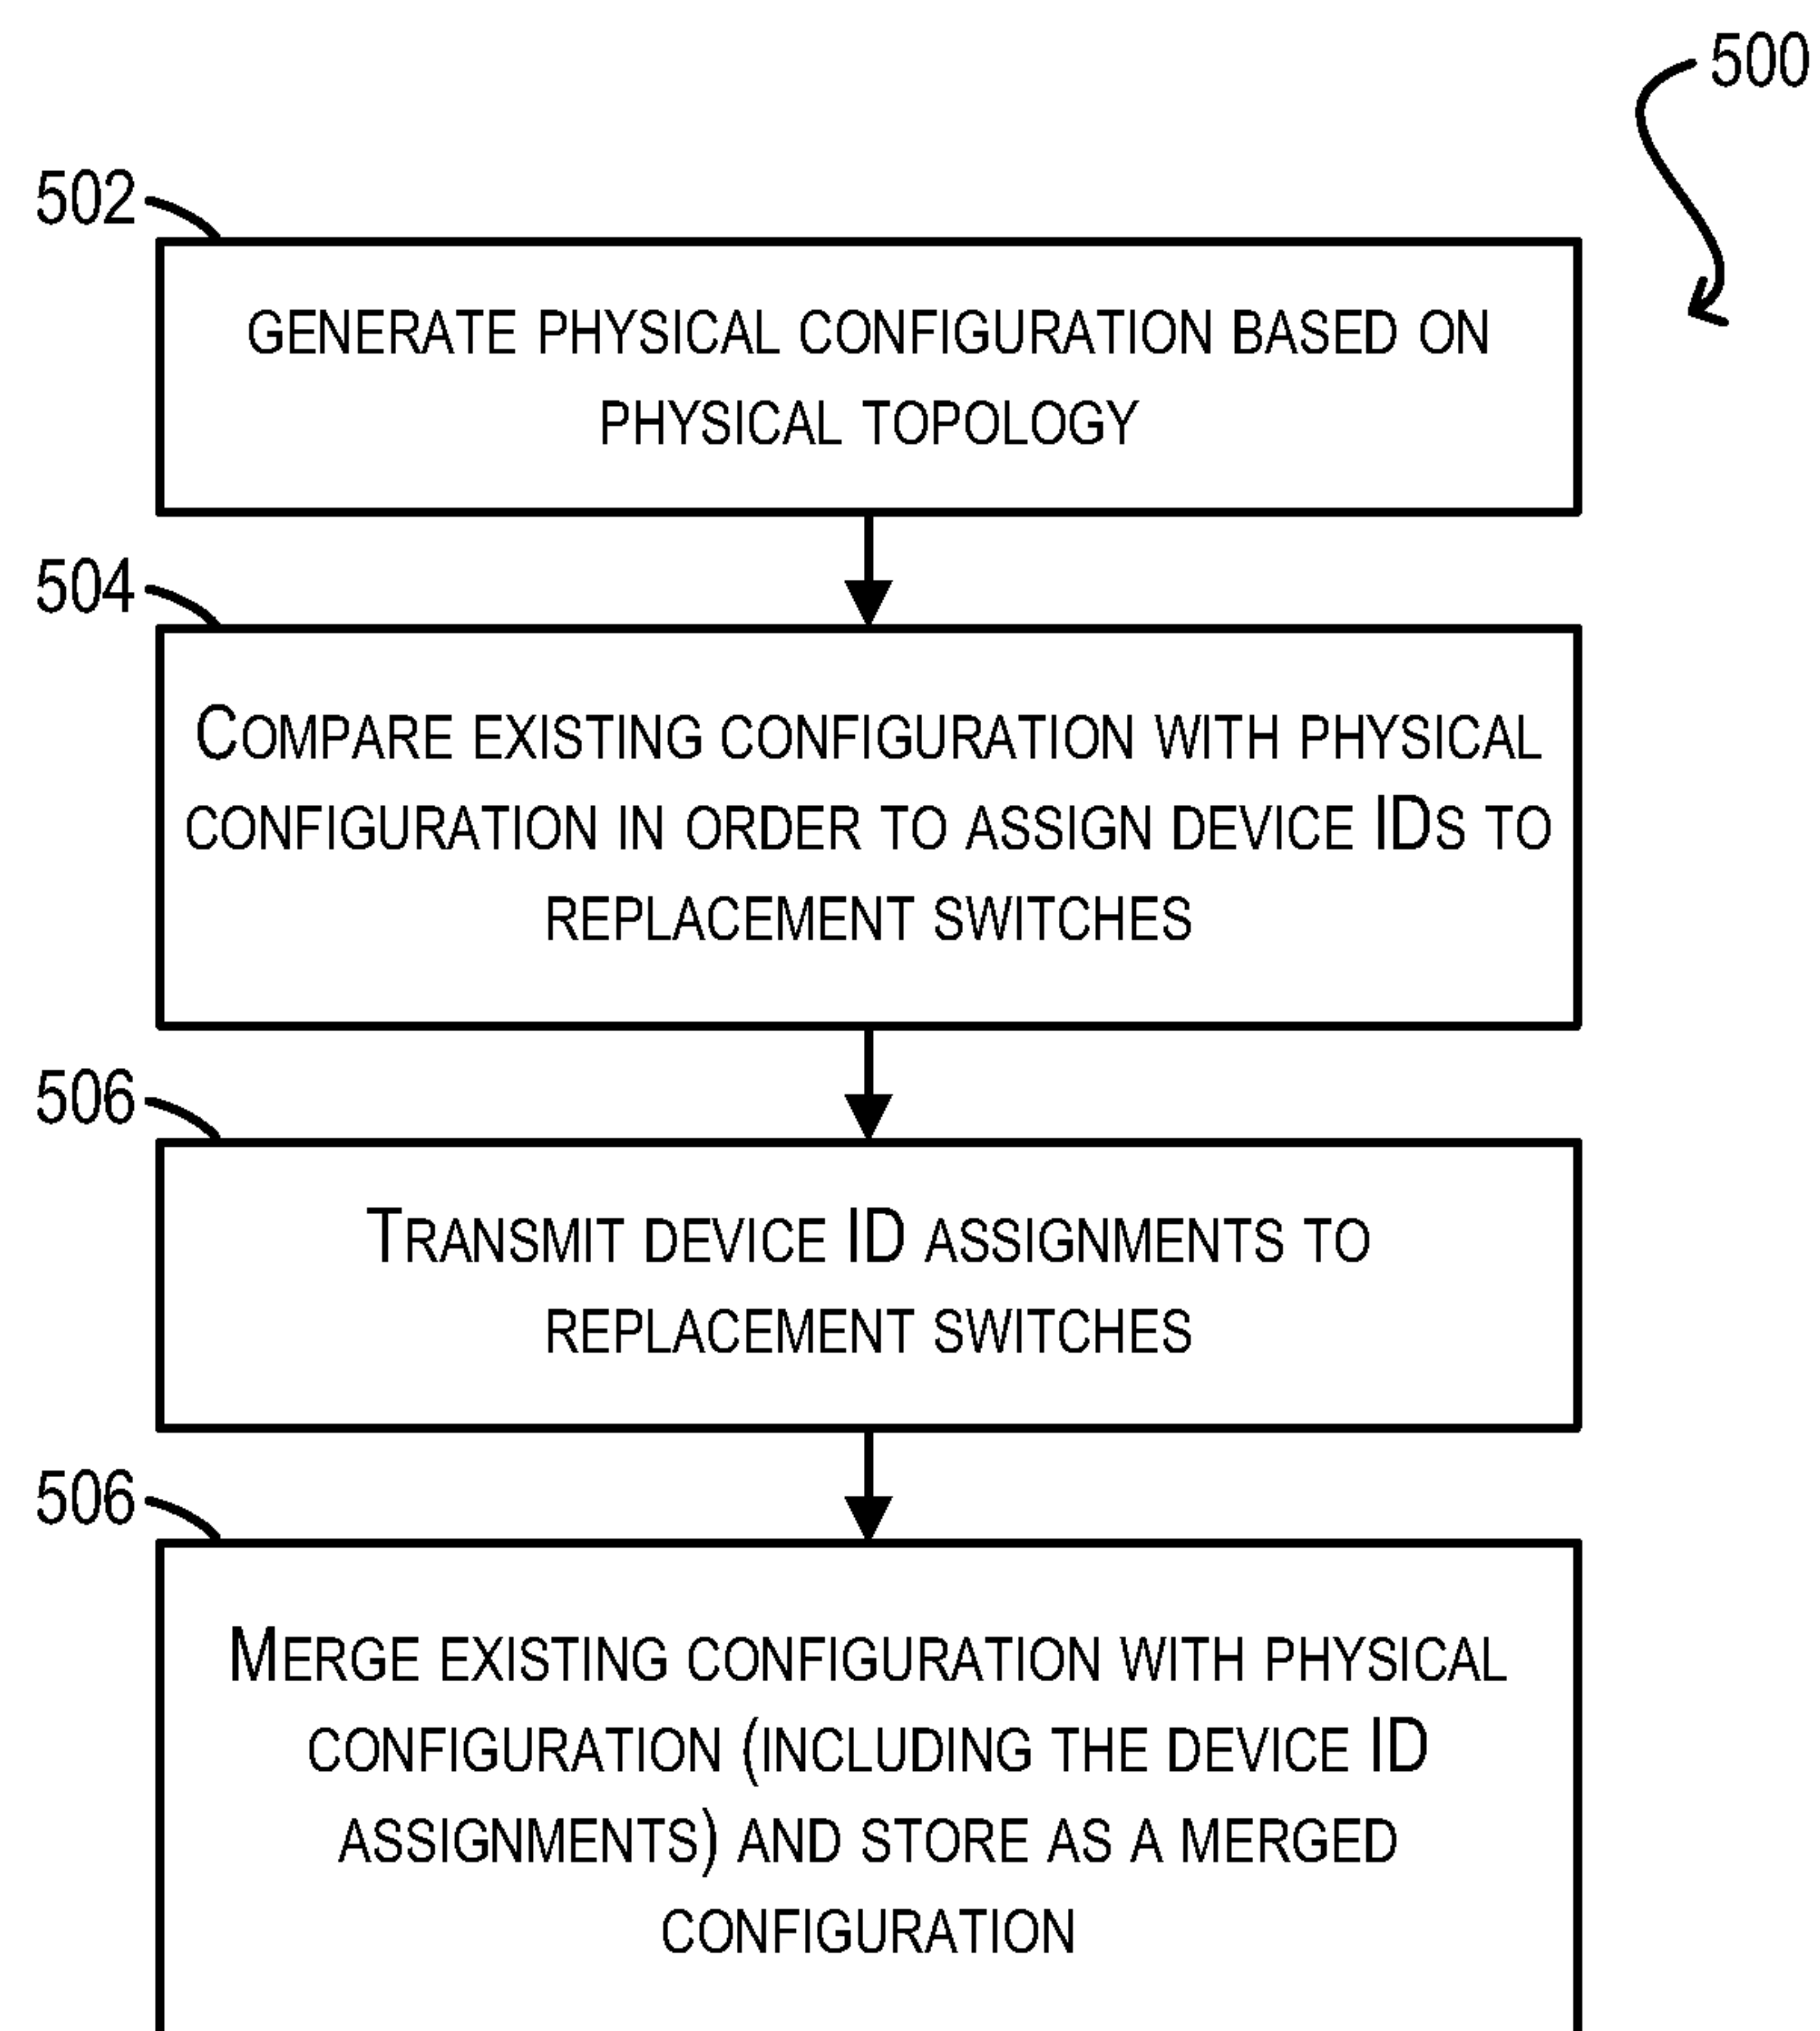 500
502
GENERATE PHYSICAL CONFIGURATION BASED ON
PHYSICAL TOPOLOGY
504
COMPARE EXISTING CONFIGURATION WITH PHYSICAL
CONFIGURATION IN ORDER TO ASSIGN DEVICE IDS TO
REPLACEMENT SWITCHES
506
TRANSMIT DEVICE ID ASSIGNMENTS TO
REPLACEMENT SWITCHES
506
MERGE EXISTING CONFIGURATION WITH PHYSICAL
CONFIGURATION (INCLUDING THE DEVICE ID
ASSIGNMENTS) AND STORE AS A MERGED
CONFIGURATION